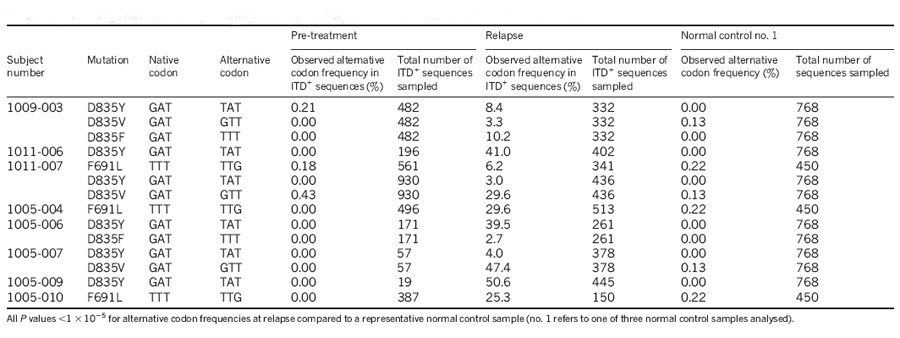 Pre-treatment Relapse Normal control no. 1
Subject number Mutation Native codon Alternative codon Observed alternative codon frequency in ITD+ sequences (%) Total number of ITD+ sequences sampled Observed alternative codon frequency in ITD+ sequences (%) Total number of ITD+ sequences sampled Observed alternative codon frequency (%) Total number of sequences sampled
1009-003 D835Y GAT TAT 0.21 482 8.4 332 0.00 768
D835V GAT GTT 0.00 482 3.3 332 0.13 768
D835F GAT TTT 0.00 482 10.2 332 0.00 768
1011-006 D835Y GAT TAT 0.00 196 41.0 402 0.00 768
1011-007 F691L TTT TTG 0.18 561 6.2 341 0.22 450
D835Y GAT TAT 0.00 930 3.0 436 0.00 768
D835V GAT GTT 0.43 930 29.6 436 0.13 768
1005-004 F691L TTT TTG 0.00 496 29.6 513 0.22 450
1005-006 D835Y GAT TAT 0.00 171 39.5 261 0.00 768
D835F GAT TTT 0.00 171 2.7 261 0.00 768
1005-007 D835Y GAT TAT 0.00 57 4.0 378 0.00 768
D835V GAT GTT 0.00 57 47.4 378 0.13 768
1005-009 D835Y GAT TAT 0.00 19 50.6 445 0.00 768
1005-010 F691L TTT TTG 0.00 387 25.3 150 0.22 450
All P values <1 × 10⁻⁵ for alternative codon frequencies at relapse compared to a representative normal control sample (no. 1 refers to one of three normal control samples analysed).